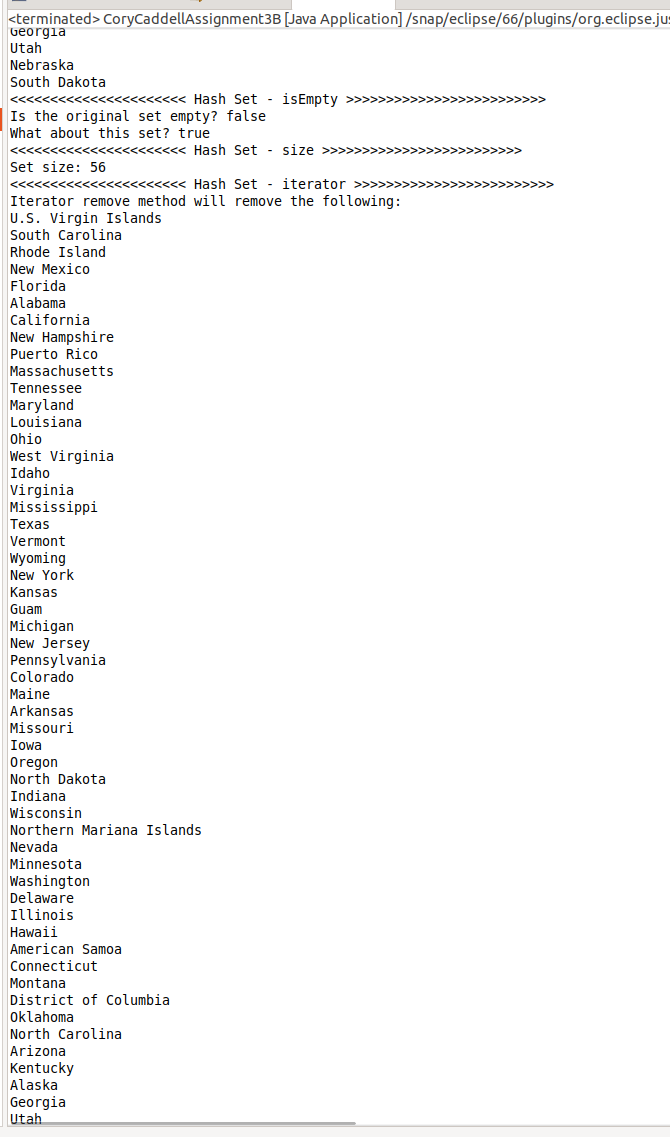 <terminated> CoryCaddellAssignment3B [Java Application] /snap/eclipse/66/plugins/org.eclipse.jus
Georgia
Utah
Nebraska
South Dakota
<<<<<<<<<<<<<<<<<<<<<< Hash Set - isEmpty >>>>>>>>>>>>>>>>>>>>>>>>>
Is the original set empty? false
What about this set? true
<<<<<<<<<<<<<<<<<<<<<< Hash Set - size >>>>>>>>>>>>>>>>>>>>>>>>>
Set size: 56
<<<<<<<<<<<<<<<<<<<<<< Hash Set - iterator >>>>>>>>>>>>>>>>>>>>>>>>>
Iterator remove method will remove the following:
U.S. Virgin Islands
South Carolina
Rhode Island
New Mexico
Florida
Alabama
California
New Hampshire
Puerto Rico
Massachusetts
Tennessee
Maryland
Louisiana
Ohio
West Virginia
Idaho
Virginia
Mississippi
Texas
Vermont
Wyoming
New York
Kansas
Guam
Michigan
New Jersey
Pennsylvania
Colorado
Maine
Arkansas
Missouri
Iowa
Oregon
North Dakota
Indiana
Wisconsin
Northern Mariana Islands
Nevada
Minnesota
Washington
Delaware
Illinois
Hawaii
American Samoa
Connecticut
Montana
District of Columbia
Oklahoma
North Carolina
Arizona
Kentucky
Alaska
Georgia
Utah